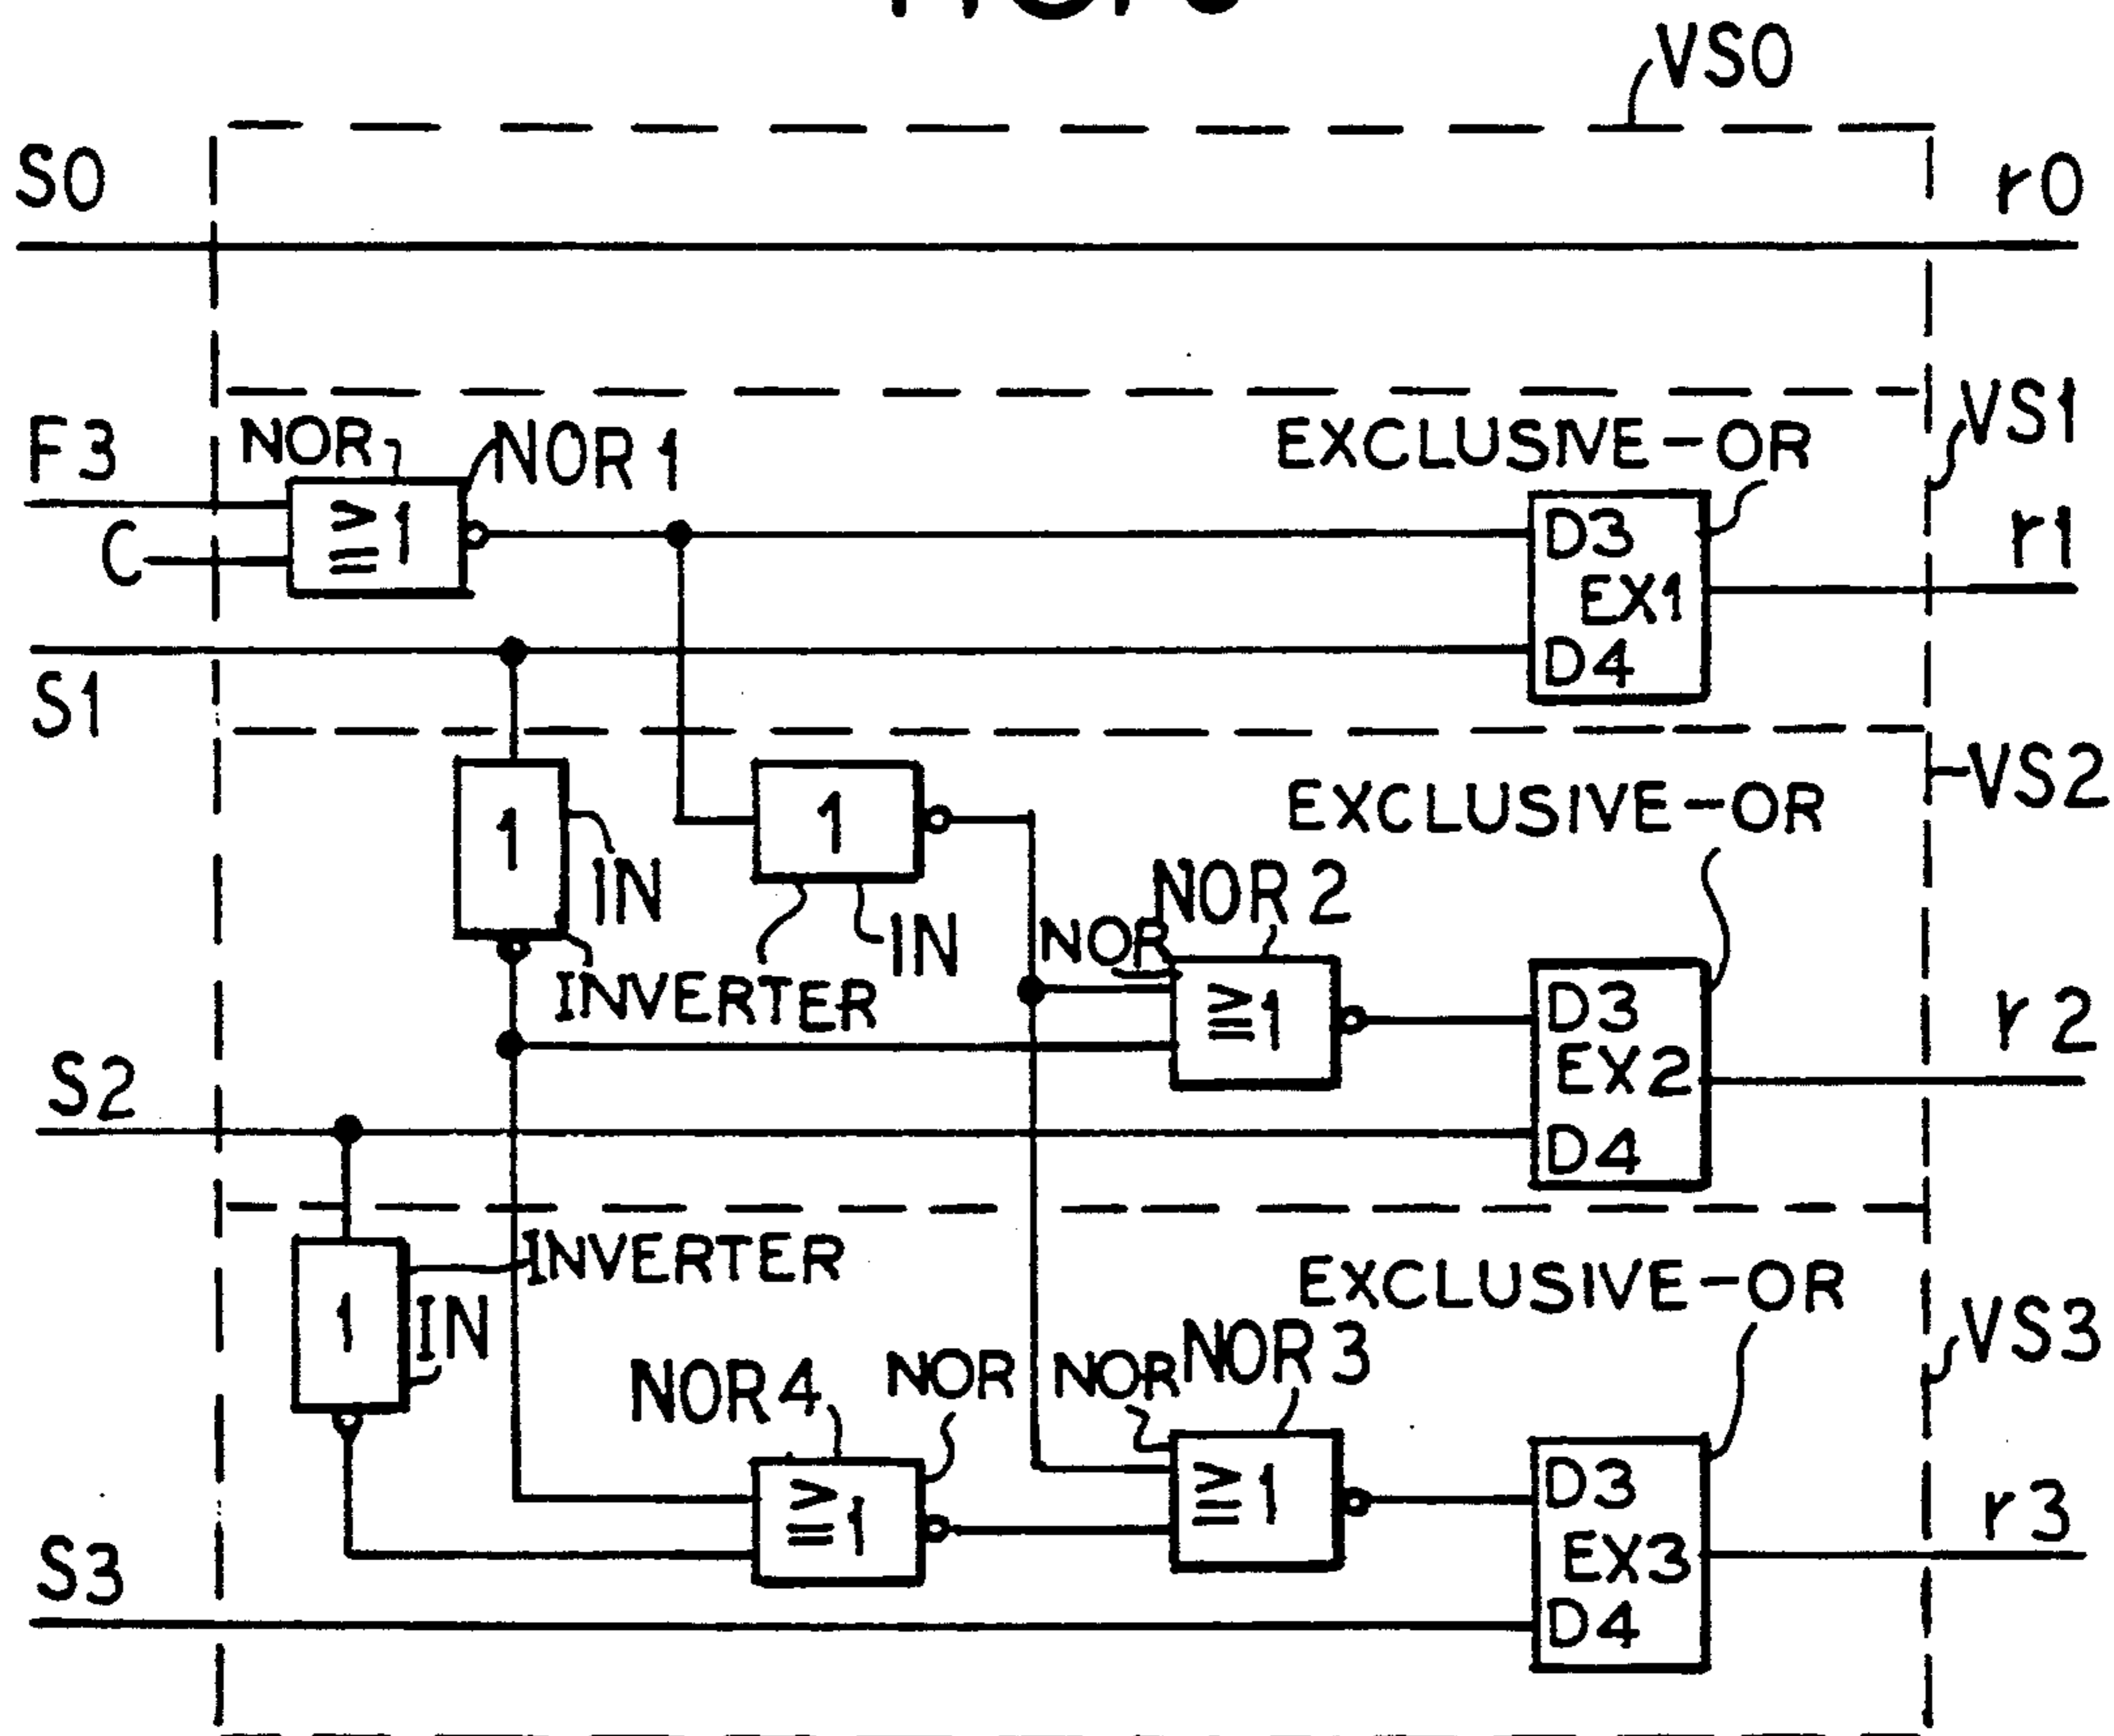 VS0
S0 r0
F3 NOR NOR 1 EXCLUSIVE-OR VS1
≧1 D3 r1
C EX1
S1 D4
1 1 EXCLUSIVE-OR VS2
IN IN NOR 2
INVERTER NOR
≧1 D3 r2
S2 EX2
D4
INVERTER EXCLUSIVE-OR
1 IN VS3
NOR 4 NOR NOR NOR 3
≧1 ≧1 D3 r3
S3 EX3
D4